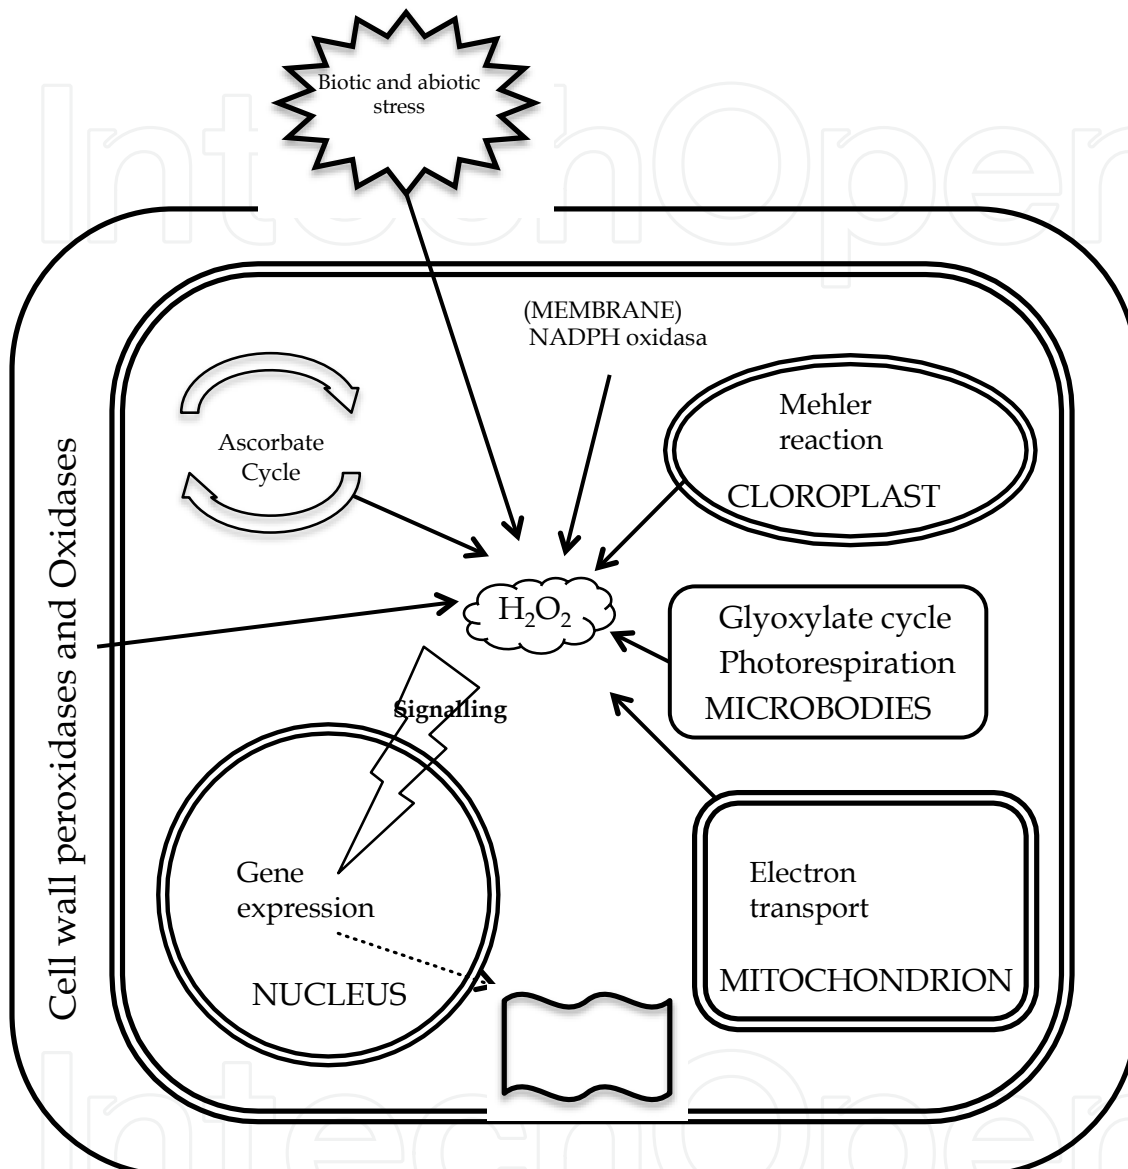 Biotic and abiotic
stress
(MEMBRANE)
NADPH oxidasa
Mehler
reaction
CLOROPLAST
Ascorbate
Cycle
Cell wall peroxidases and Oxidases
H₂O₂
Glyoxylate cycle
Photorespiration
MICROBODIES
Signalling
Gene
expression
NUCLEUS
Electron
transport
MITOCHONDRION
IntechOpen
IntechOpen